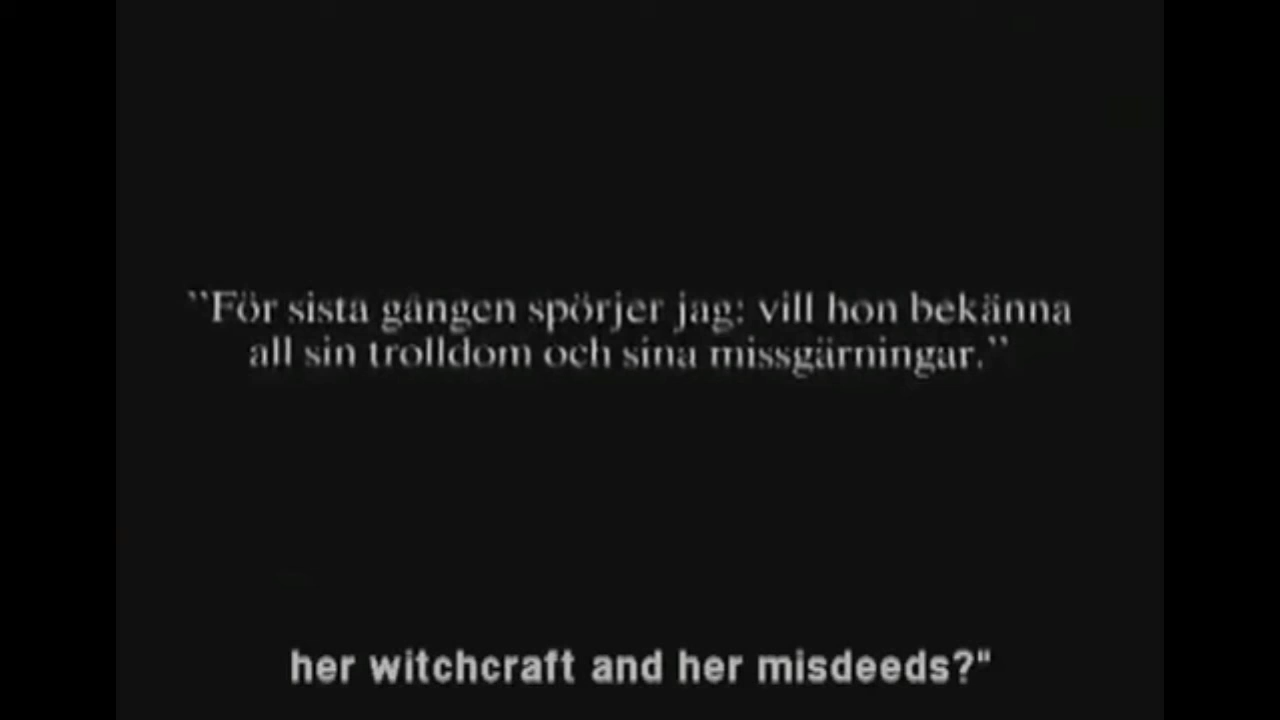 ”För sista gången spörjer jag: vill hon bekänna
all sin trolldom och sina missgärningar.”
her witchcraft and her misdeeds?"